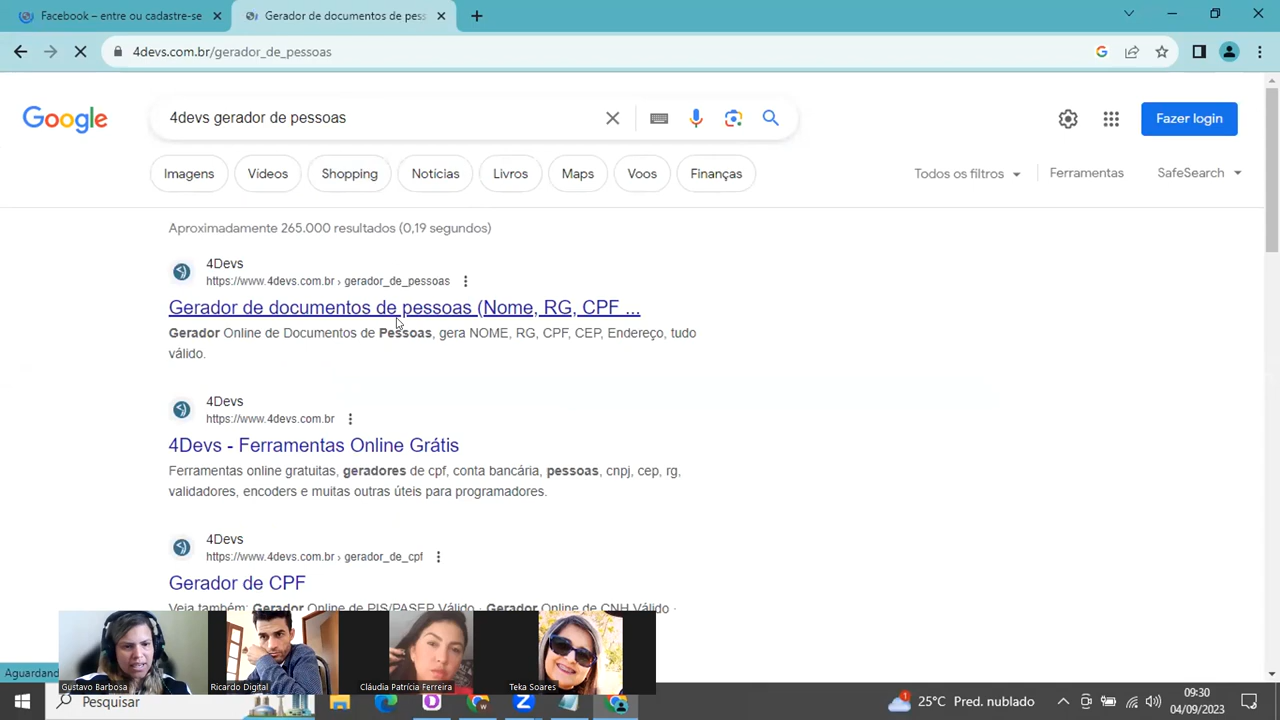 Facebook – entre ou cadastre-se
Gerador de documentos de pess
4devs.com.br/gerador_de_pessoas
Google
4devs gerador de pessoas
Fazer login
Imagens
Vídeos
Shopping
Notícias
Livros
Maps
Voos
Finanças
Todos os filtros
Ferramentas
SafeSearch
Aproximadamente 265.000 resultados (0,19 segundos)
4Devs
https://www.4devs.com.br › gerador_de_pessoas
Gerador de documentos de pessoas (Nome, RG, CPF ...
Gerador Online de Documentos de Pessoas, gera NOME, RG, CPF, CEP, Endereço, tudo
válido.
4Devs
https://www.4devs.com.br
4Devs - Ferramentas Online Grátis
Ferramentas online gratuitas, geradores de cpf, conta bancária, pessoas, cnpj, cep, rg,
validadores, encoders e muitas outras úteis para programadores.
4Devs
https://www.4devs.com.br › gerador_de_cpf
Gerador de CPF
Veja também: Gerador Online de PIS/PASEP Válido · Gerador Online de CNH Válido ·
Aguardand
Gustavo Barbosa
Ricardo Digital
Cláudia Patrícia Ferreira
Teka Soares
Pesquisar
1
25°C Pred. nublado
09:30
04/09/2023